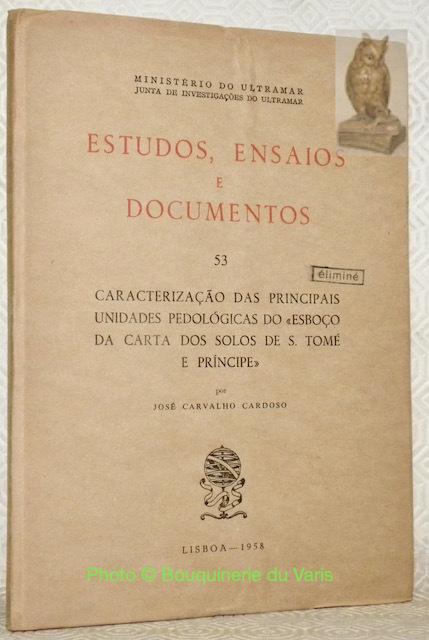 MINISTÉRIO DO ULTRAMAR
JUNTA DE INVESTIGAÇÕES DO ULTRAMAR
ESTUDOS, ENSAIOS
E
DOCUMENTOS
53
éliminé
CARACTERIZAÇÃO DAS PRINCIPAIS
UNIDADES PEDOLÓGICAS DO «ESBOÇO
DA CARTA DOS SOLOS DE S. TOMÉ
E PRÍNCIPE»
por
JOSÉ CARVALHO CARDOSO
LISBOA — 1958
Photo © Bouquinerie du Varis